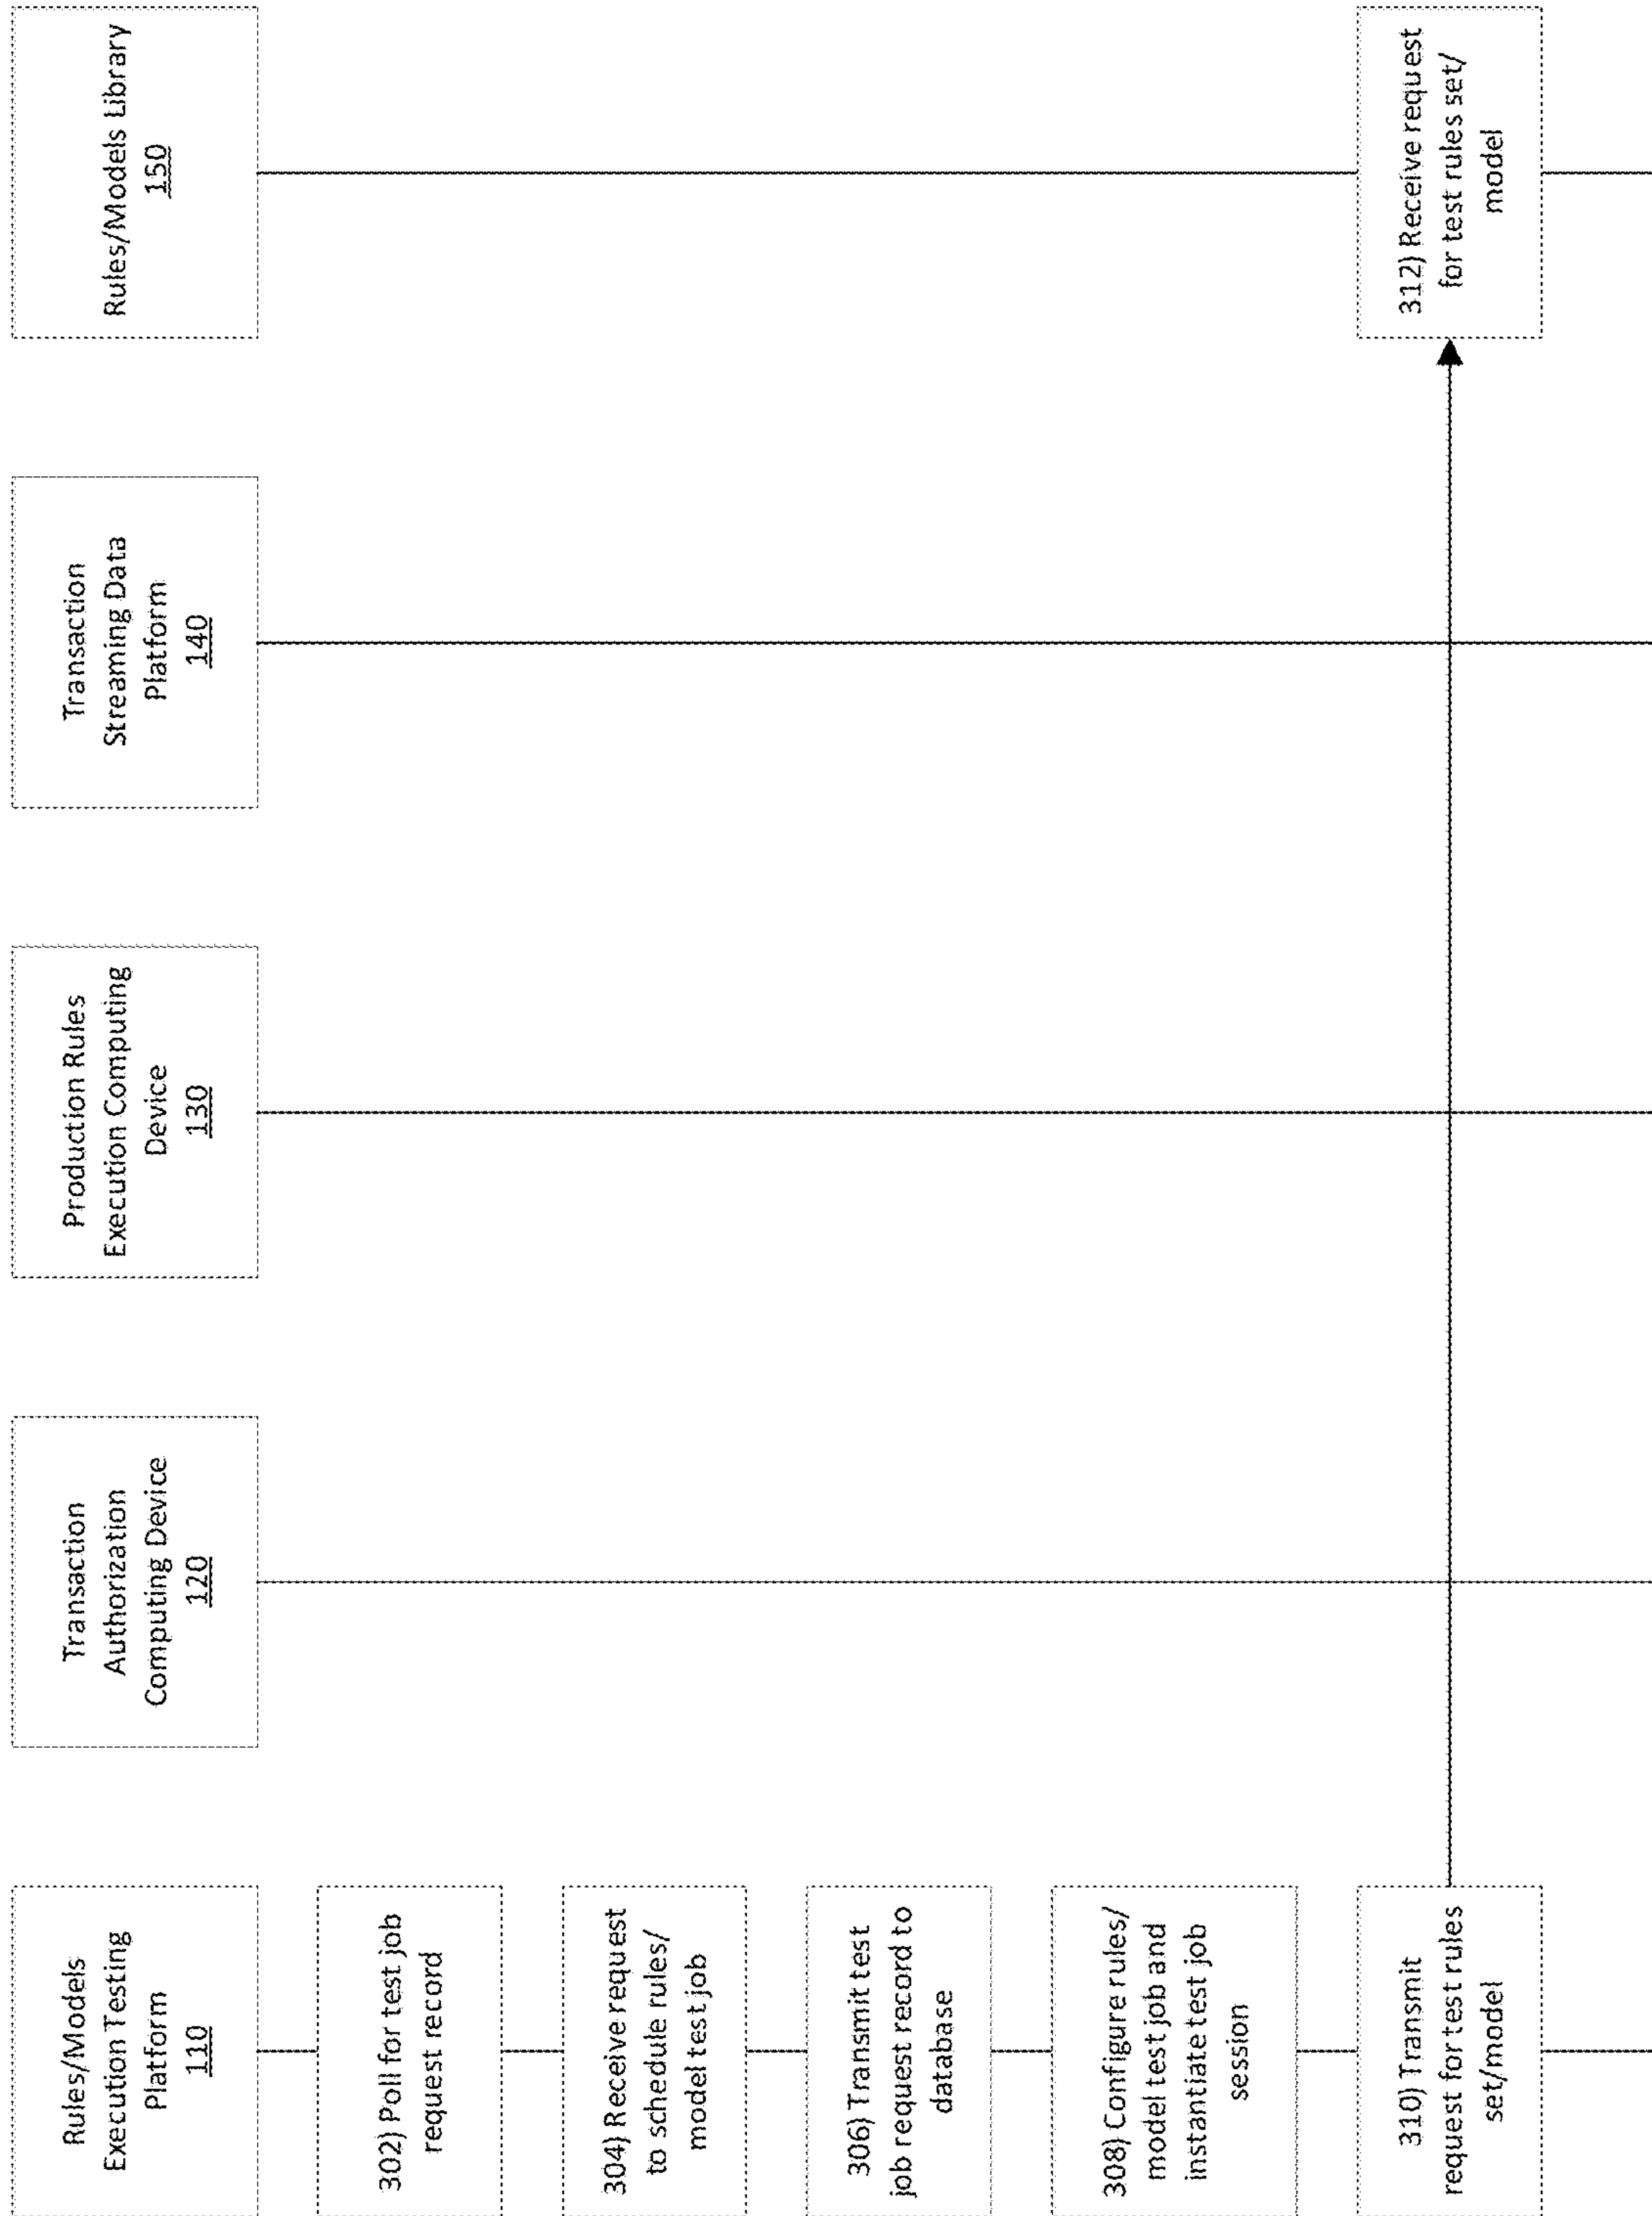 Rules/Models
Execution Testing
Platform
110
Transaction
Authorization
Computing Device
120
Production Rules
Execution Computing
Device
130
Transaction
Streaming Data
Platform
140
Rules/Models Library
150
302) Poll for test job
request record
304) Receive request
to schedule rules/
model test job
306) Transmit test
job request record to
database
308) Configure rules/
model test job and
instantiate test job
session
310) Transmit
request for test rules
set/model
312) Receive request
for test rules set/
model